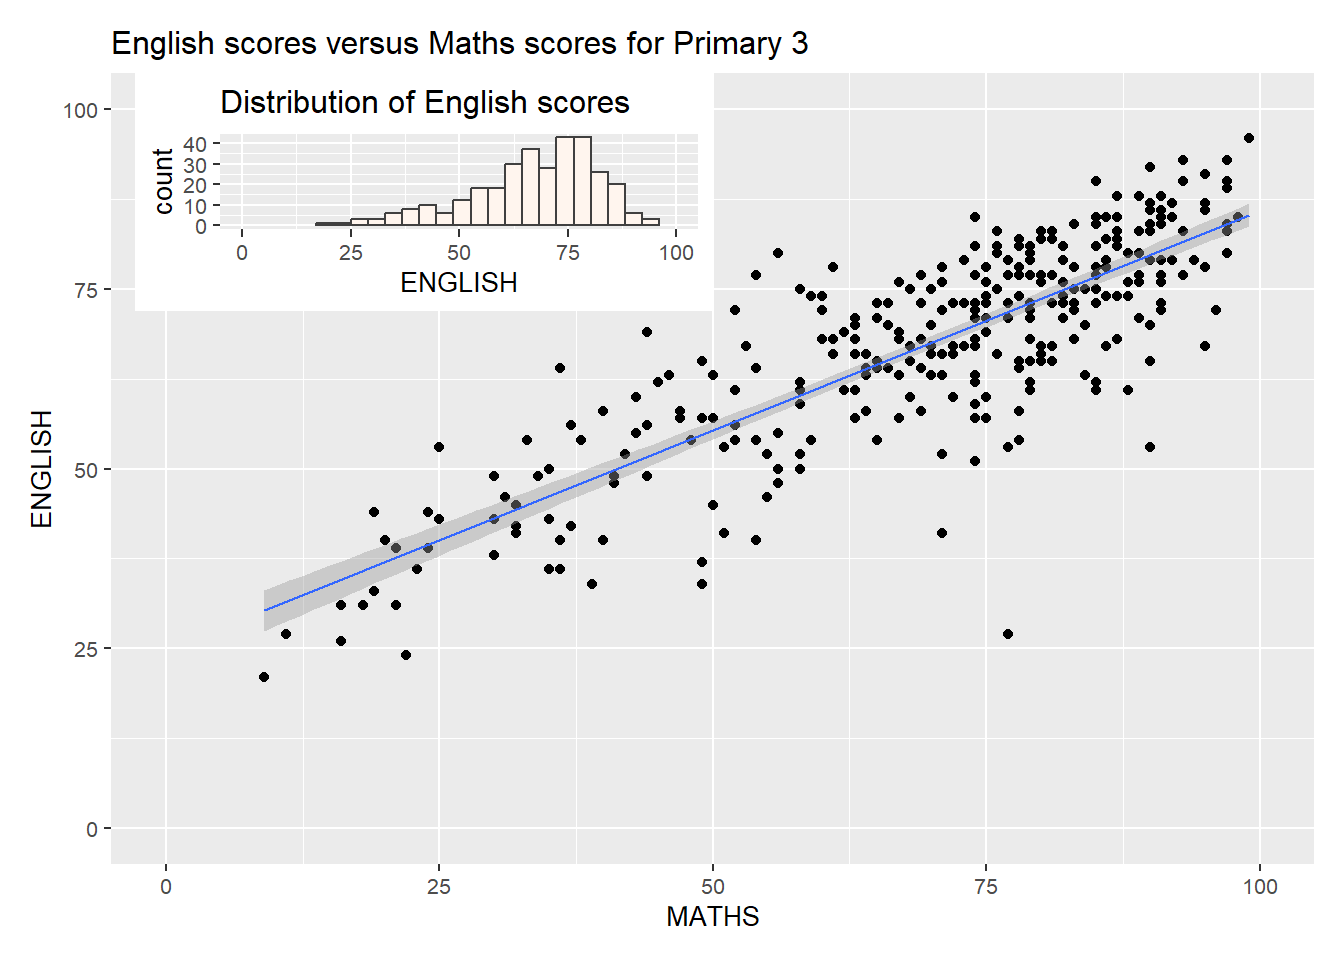 English scores versus Maths scores for Primary 3
Distribution of English scores
count
40
30
20
10
0
0 25 50 75 100
ENGLISH
ENGLISH
100
75
50
25
0
0 25 50 75 100
MATHS